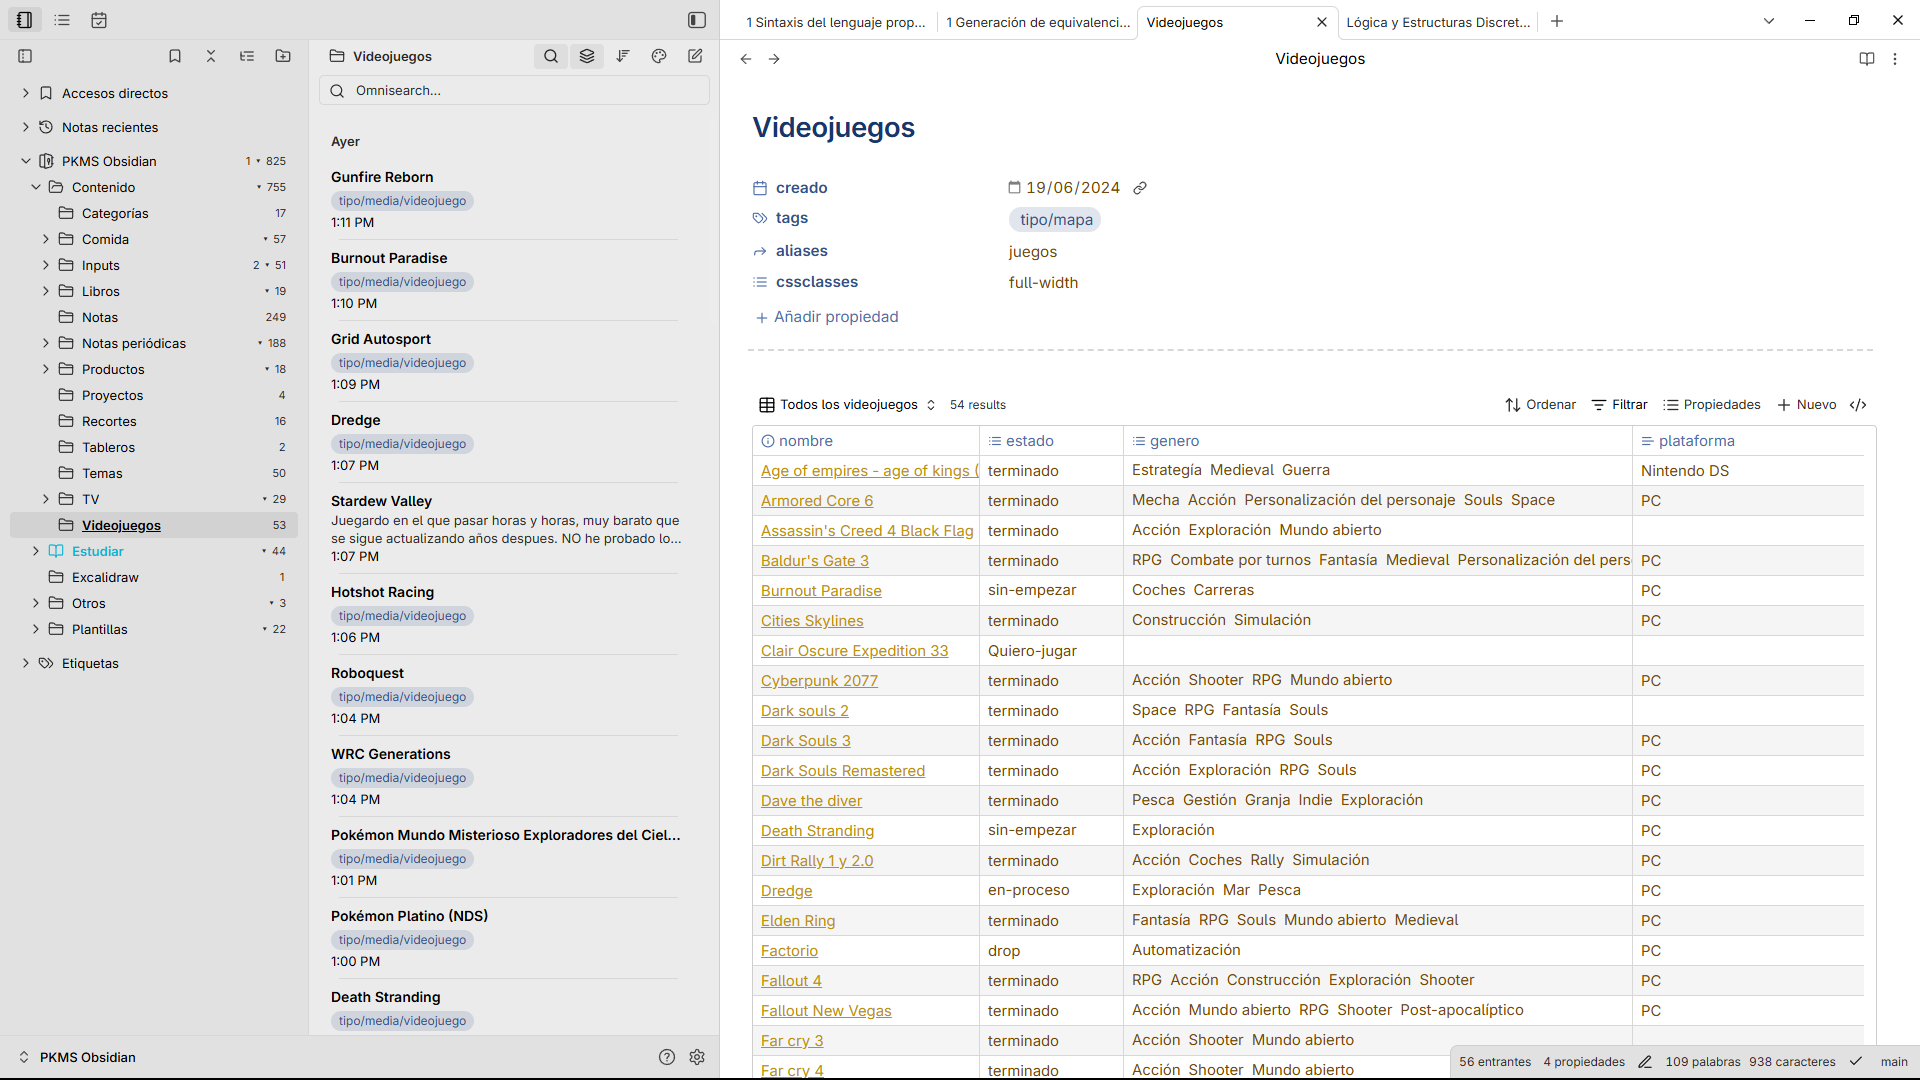 1 Sintaxis del lenguaje prop...
1 Generación de equivalenci...
Videojuegos
Lógica y Estructuras Discret...
Videojuegos
Accesos directos
Notas recientes
PKMS Obsidian 1 • 825
Contenido • 755
Categorías 17
Comida • 57
Inputs 2 • 51
Libros • 19
Notas 249
Notas periódicas • 188
Productos • 18
Proyectos 4
Recortes 16
Tableros 2
Temas 50
TV • 29
Videojuegos 53
Estudiar • 44
Excalidraw 1
Otros • 3
Plantillas • 22
Etiquetas
PKMS Obsidian
Videojuegos
Omnisearch...
Ayer
Gunfire Reborn
tipo/media/videojuego
1:11 PM
Burnout Paradise
tipo/media/videojuego
1:10 PM
Grid Autosport
tipo/media/videojuego
1:09 PM
Dredge
tipo/media/videojuego
1:07 PM
Stardew Valley
Juegardo en el que pasar horas y horas, muy barato que
se sigue actualizando años despues. NO he probado lo...
1:07 PM
Hotshot Racing
tipo/media/videojuego
1:06 PM
Roboquest
tipo/media/videojuego
1:04 PM
WRC Generations
tipo/media/videojuego
1:04 PM
Pokémon Mundo Misterioso Exploradores del Ciel...
tipo/media/videojuego
1:01 PM
Pokémon Platino (NDS)
tipo/media/videojuego
1:00 PM
Death Stranding
tipo/media/videojuego
Videojuegos
creado 19/06/2024
tags tipo/mapa
aliases juegos
cssclasses full-width
Añadir propiedad
Todos los videojuegos 54 results Ordenar Filtrar Propiedades Nuevo
nombre estado genero plataforma
Age of empires - age of kings ( terminado Estrategía Medieval Guerra Nintendo DS
Armored Core 6 terminado Mecha Acción Personalización del personaje Souls Space PC
Assassin's Creed 4 Black Flag terminado Acción Exploración Mundo abierto
Baldur's Gate 3 terminado RPG Combate por turnos Fantasía Medieval Personalización del pers PC
Burnout Paradise sin-empezar Coches Carreras PC
Cities Skylines terminado Construcción Simulación PC
Clair Oscure Expedition 33 Quiero-jugar
Cyberpunk 2077 terminado Acción Shooter RPG Mundo abierto PC
Dark souls 2 terminado Space RPG Fantasía Souls
Dark Souls 3 terminado Acción Fantasía RPG Souls PC
Dark Souls Remastered terminado Acción Exploración RPG Souls PC
Dave the diver terminado Pesca Gestión Granja Indie Exploración PC
Death Stranding sin-empezar Exploración PC
Dirt Rally 1 y 2.0 terminado Acción Coches Rally Simulación PC
Dredge en-proceso Exploración Mar Pesca PC
Elden Ring terminado Fantasía RPG Souls Mundo abierto Medieval PC
Factorio drop Automatización PC
Fallout 4 terminado RPG Acción Construcción Exploración Shooter PC
Fallout New Vegas terminado Acción Mundo abierto RPG Shooter Post-apocalíptico PC
Far cry 3 terminado Acción Shooter Mundo abierto
Far cry 4 terminado Acción Shooter Mundo abierto
56 entrantes 4 propiedades 109 palabras 938 caracteres main